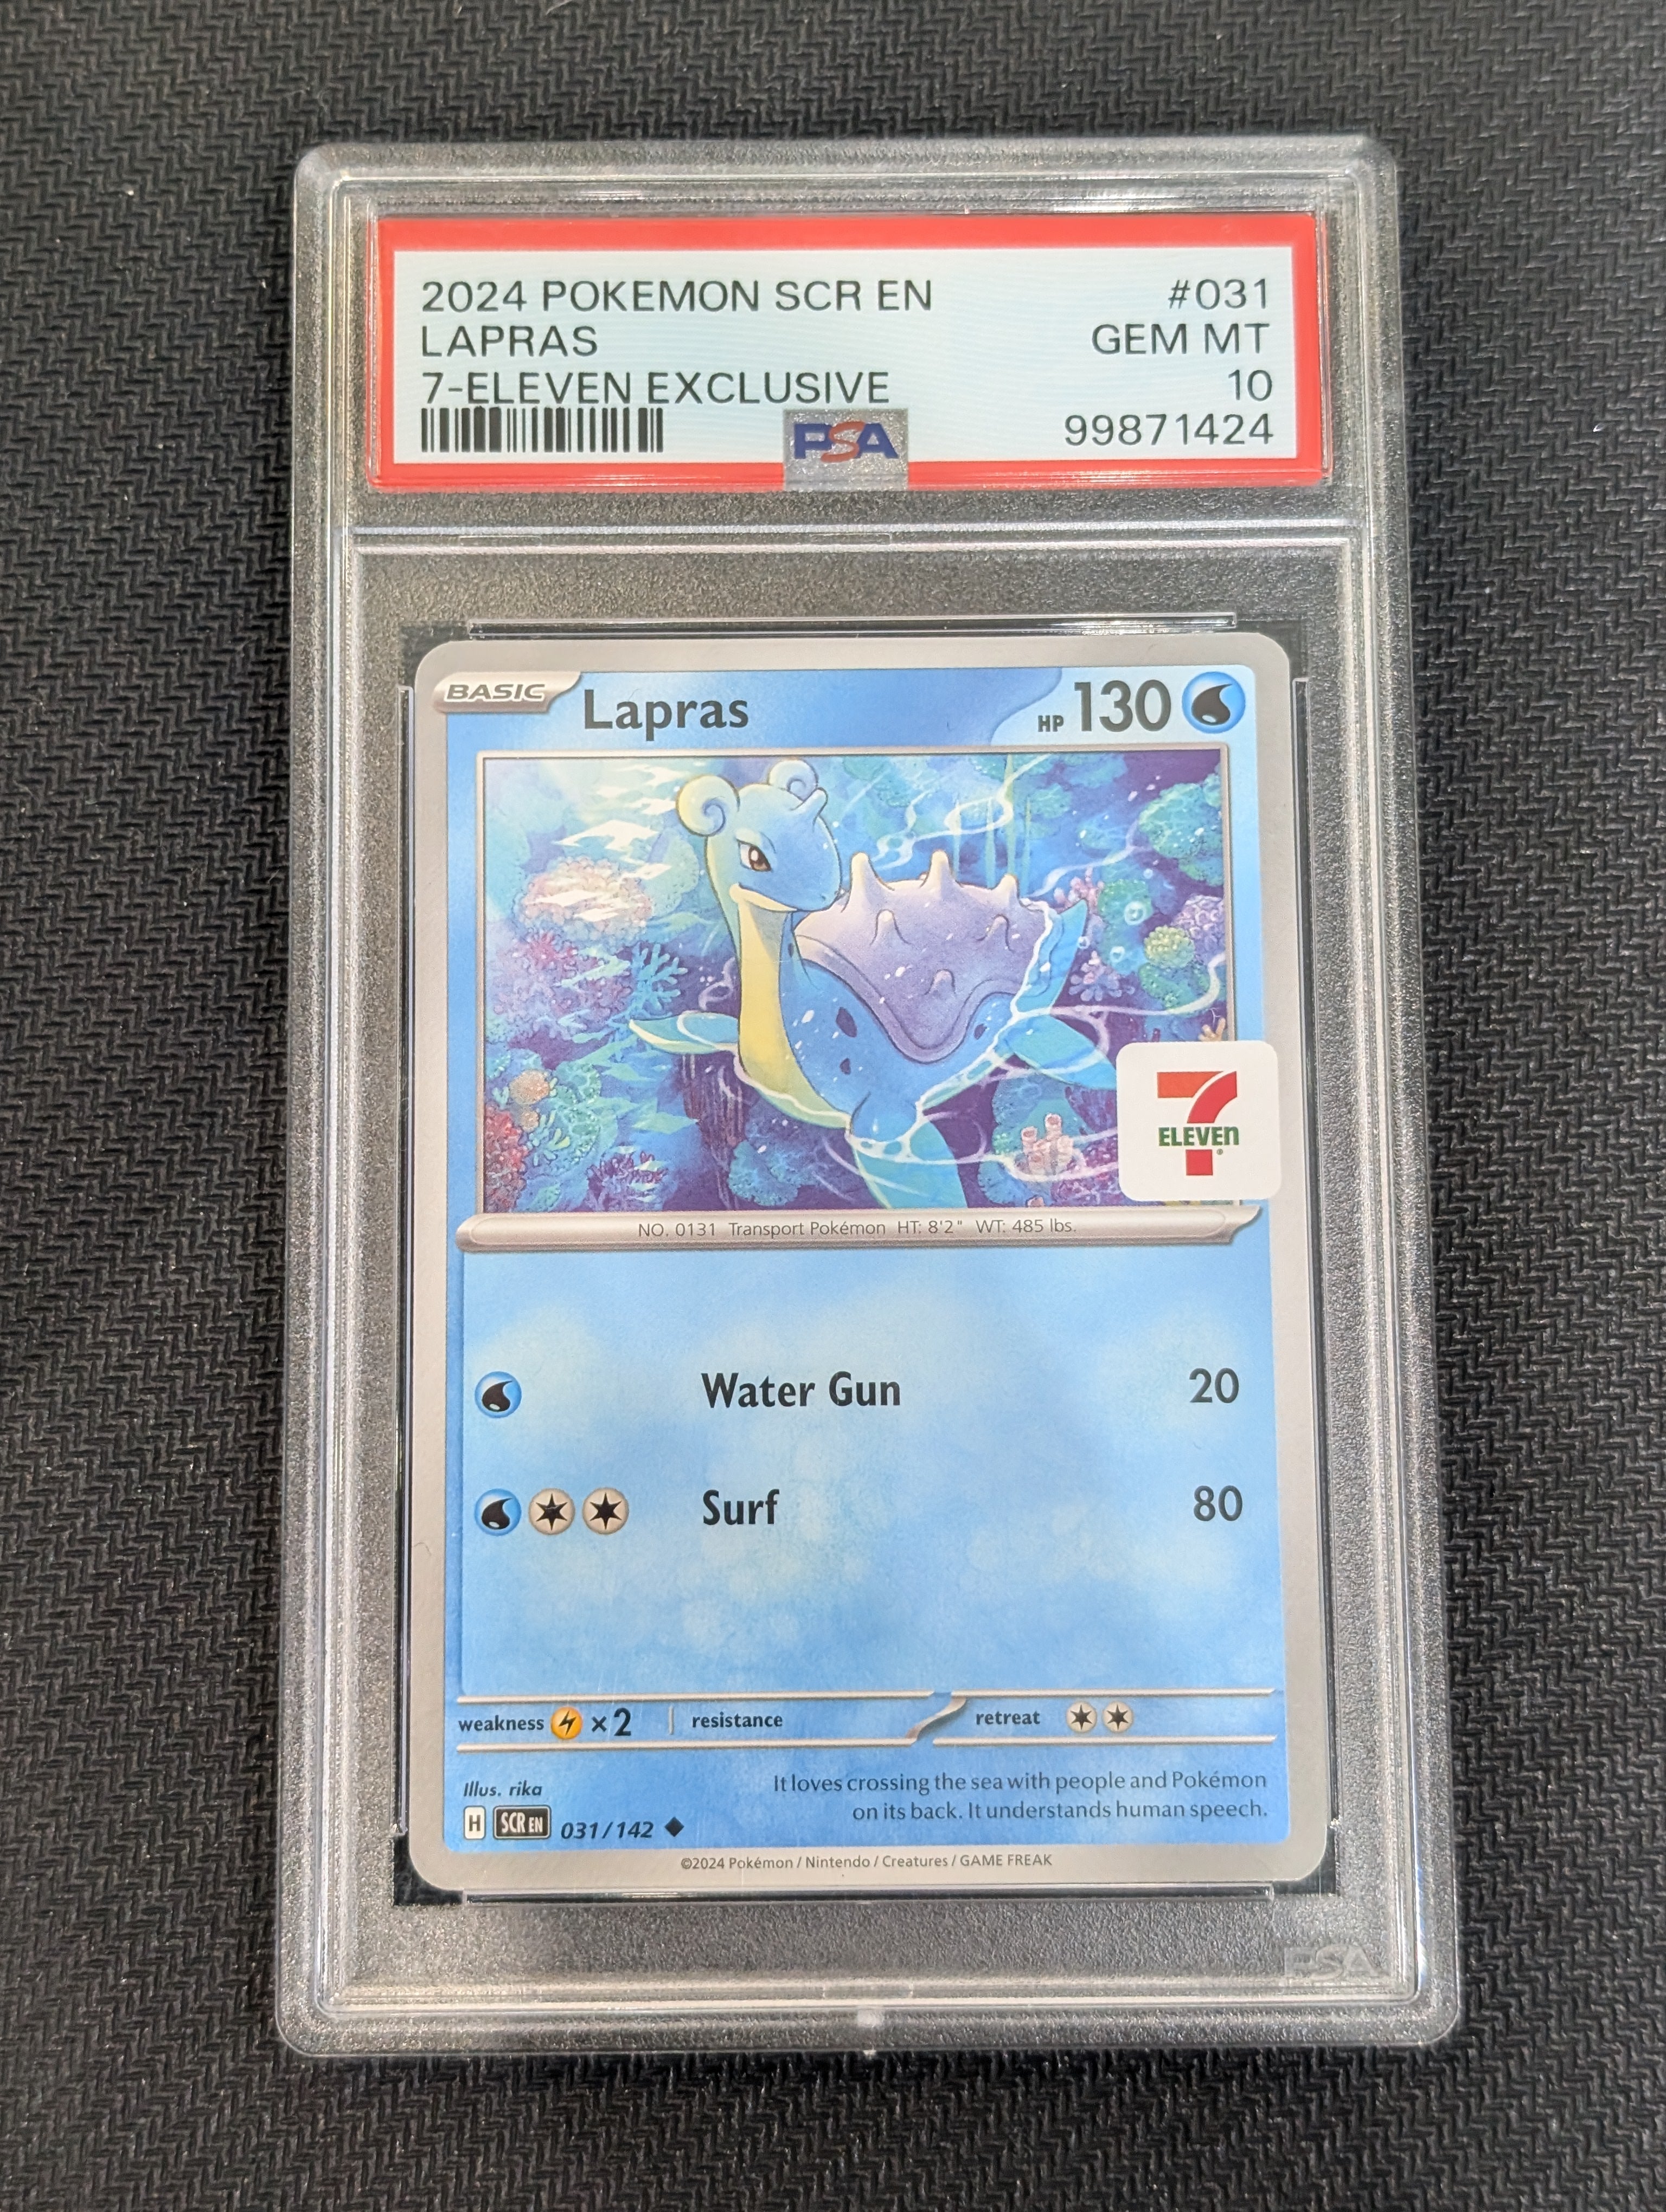 2024 POKEMON SCR EN #031
LAPRAS GEM MT
7-ELEVEN EXCLUSIVE 10
PSA 99871424
BASIC Lapras HP 130
7
ELEVEn
®
NO. 0131 Transport Pokémon HT: 8'2" WT: 485 lbs.
Water Gun 20
Surf 80
weakness ×2 resistance retreat
Illus. rika
It loves crossing the sea with people and Pokémon
on its back. It understands human speech.
H SCR EN 031/142
©2024 Pokémon / Nintendo / Creatures / GAME FREAK
PSA